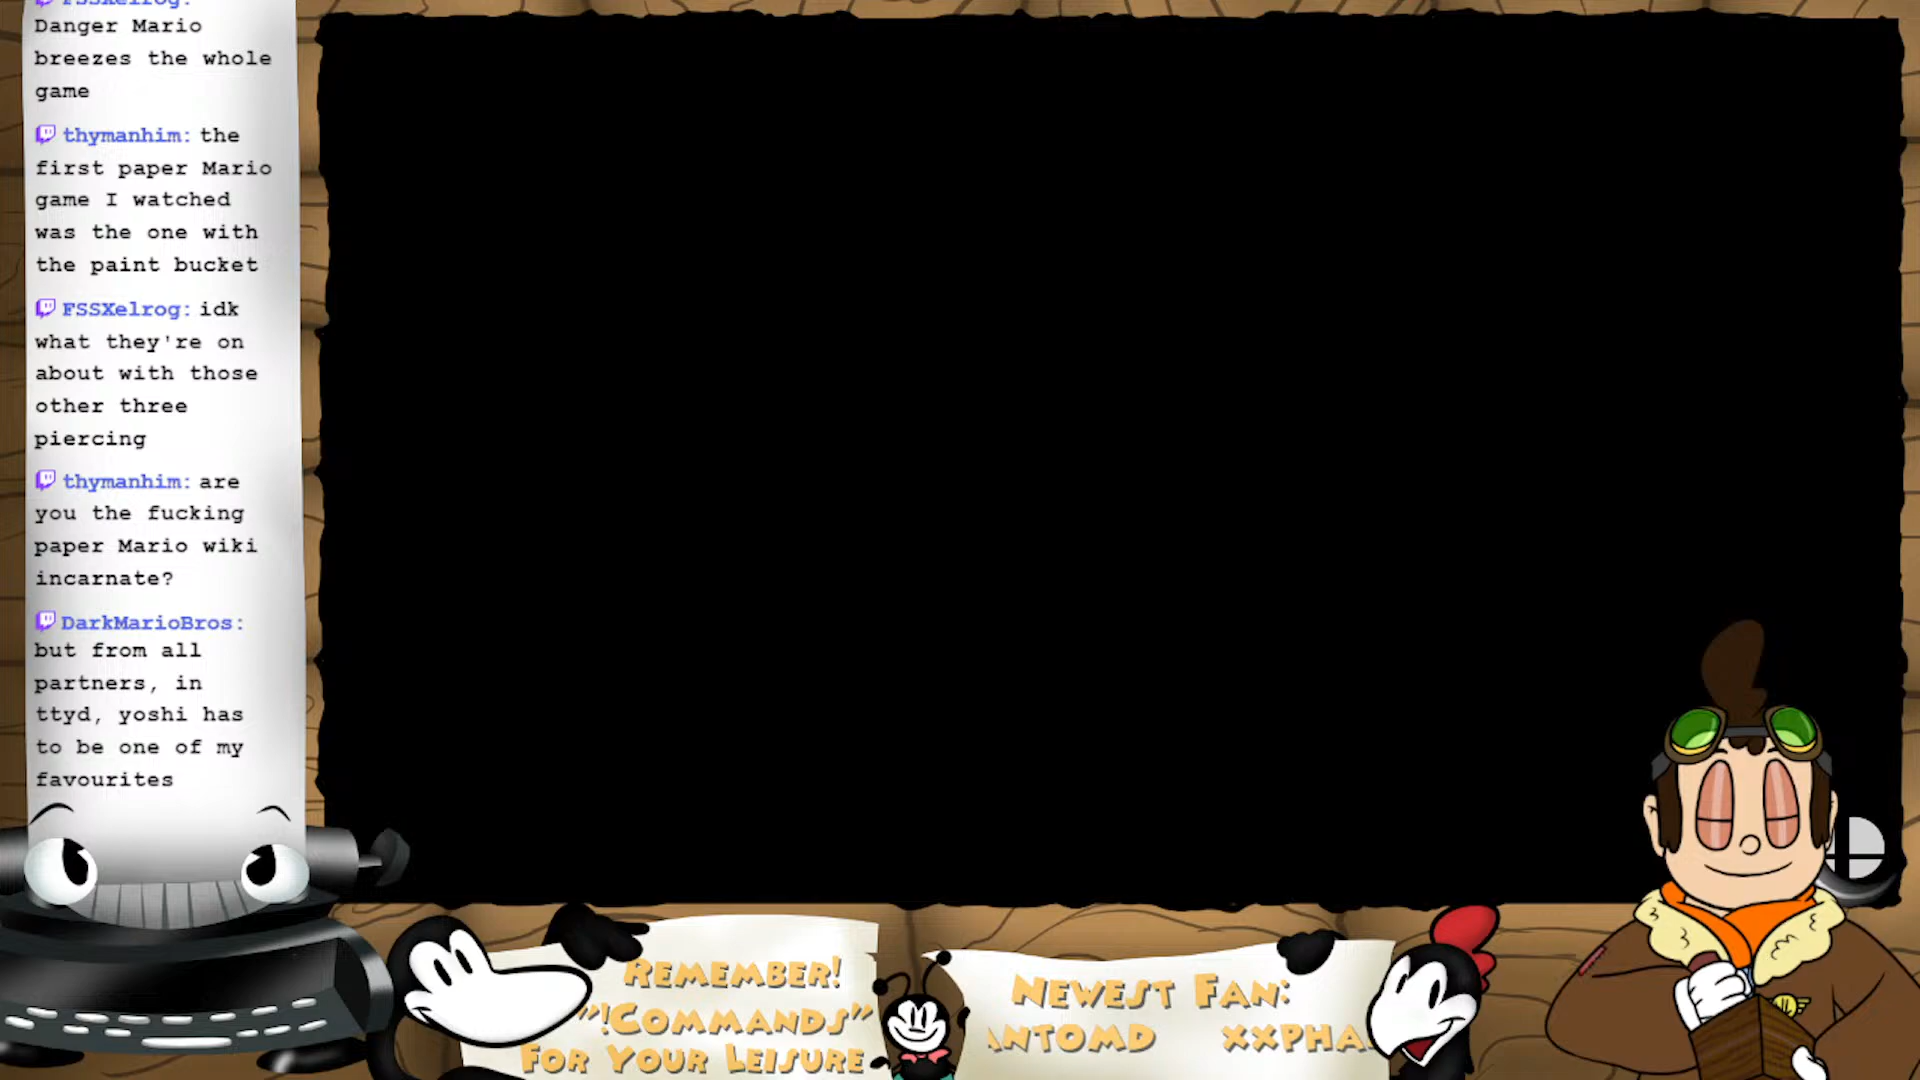 FSSXelrog:
Danger Mario
breezes the whole
game
thymanhim: the
first paper Mario
game I watched
was the one with
the paint bucket
FSSXelrog: idk
what they're on
about with those
other three
piercing
thymanhim: are
you the fucking
paper Mario wiki
incarnate?
DarkMarioBros:
but from all
partners, in
ttyd, yoshi has
to be one of my
favourites
Remember!
"!Commands"
For Your Leisure
Newest Fan:
ANTOMD XXPHA